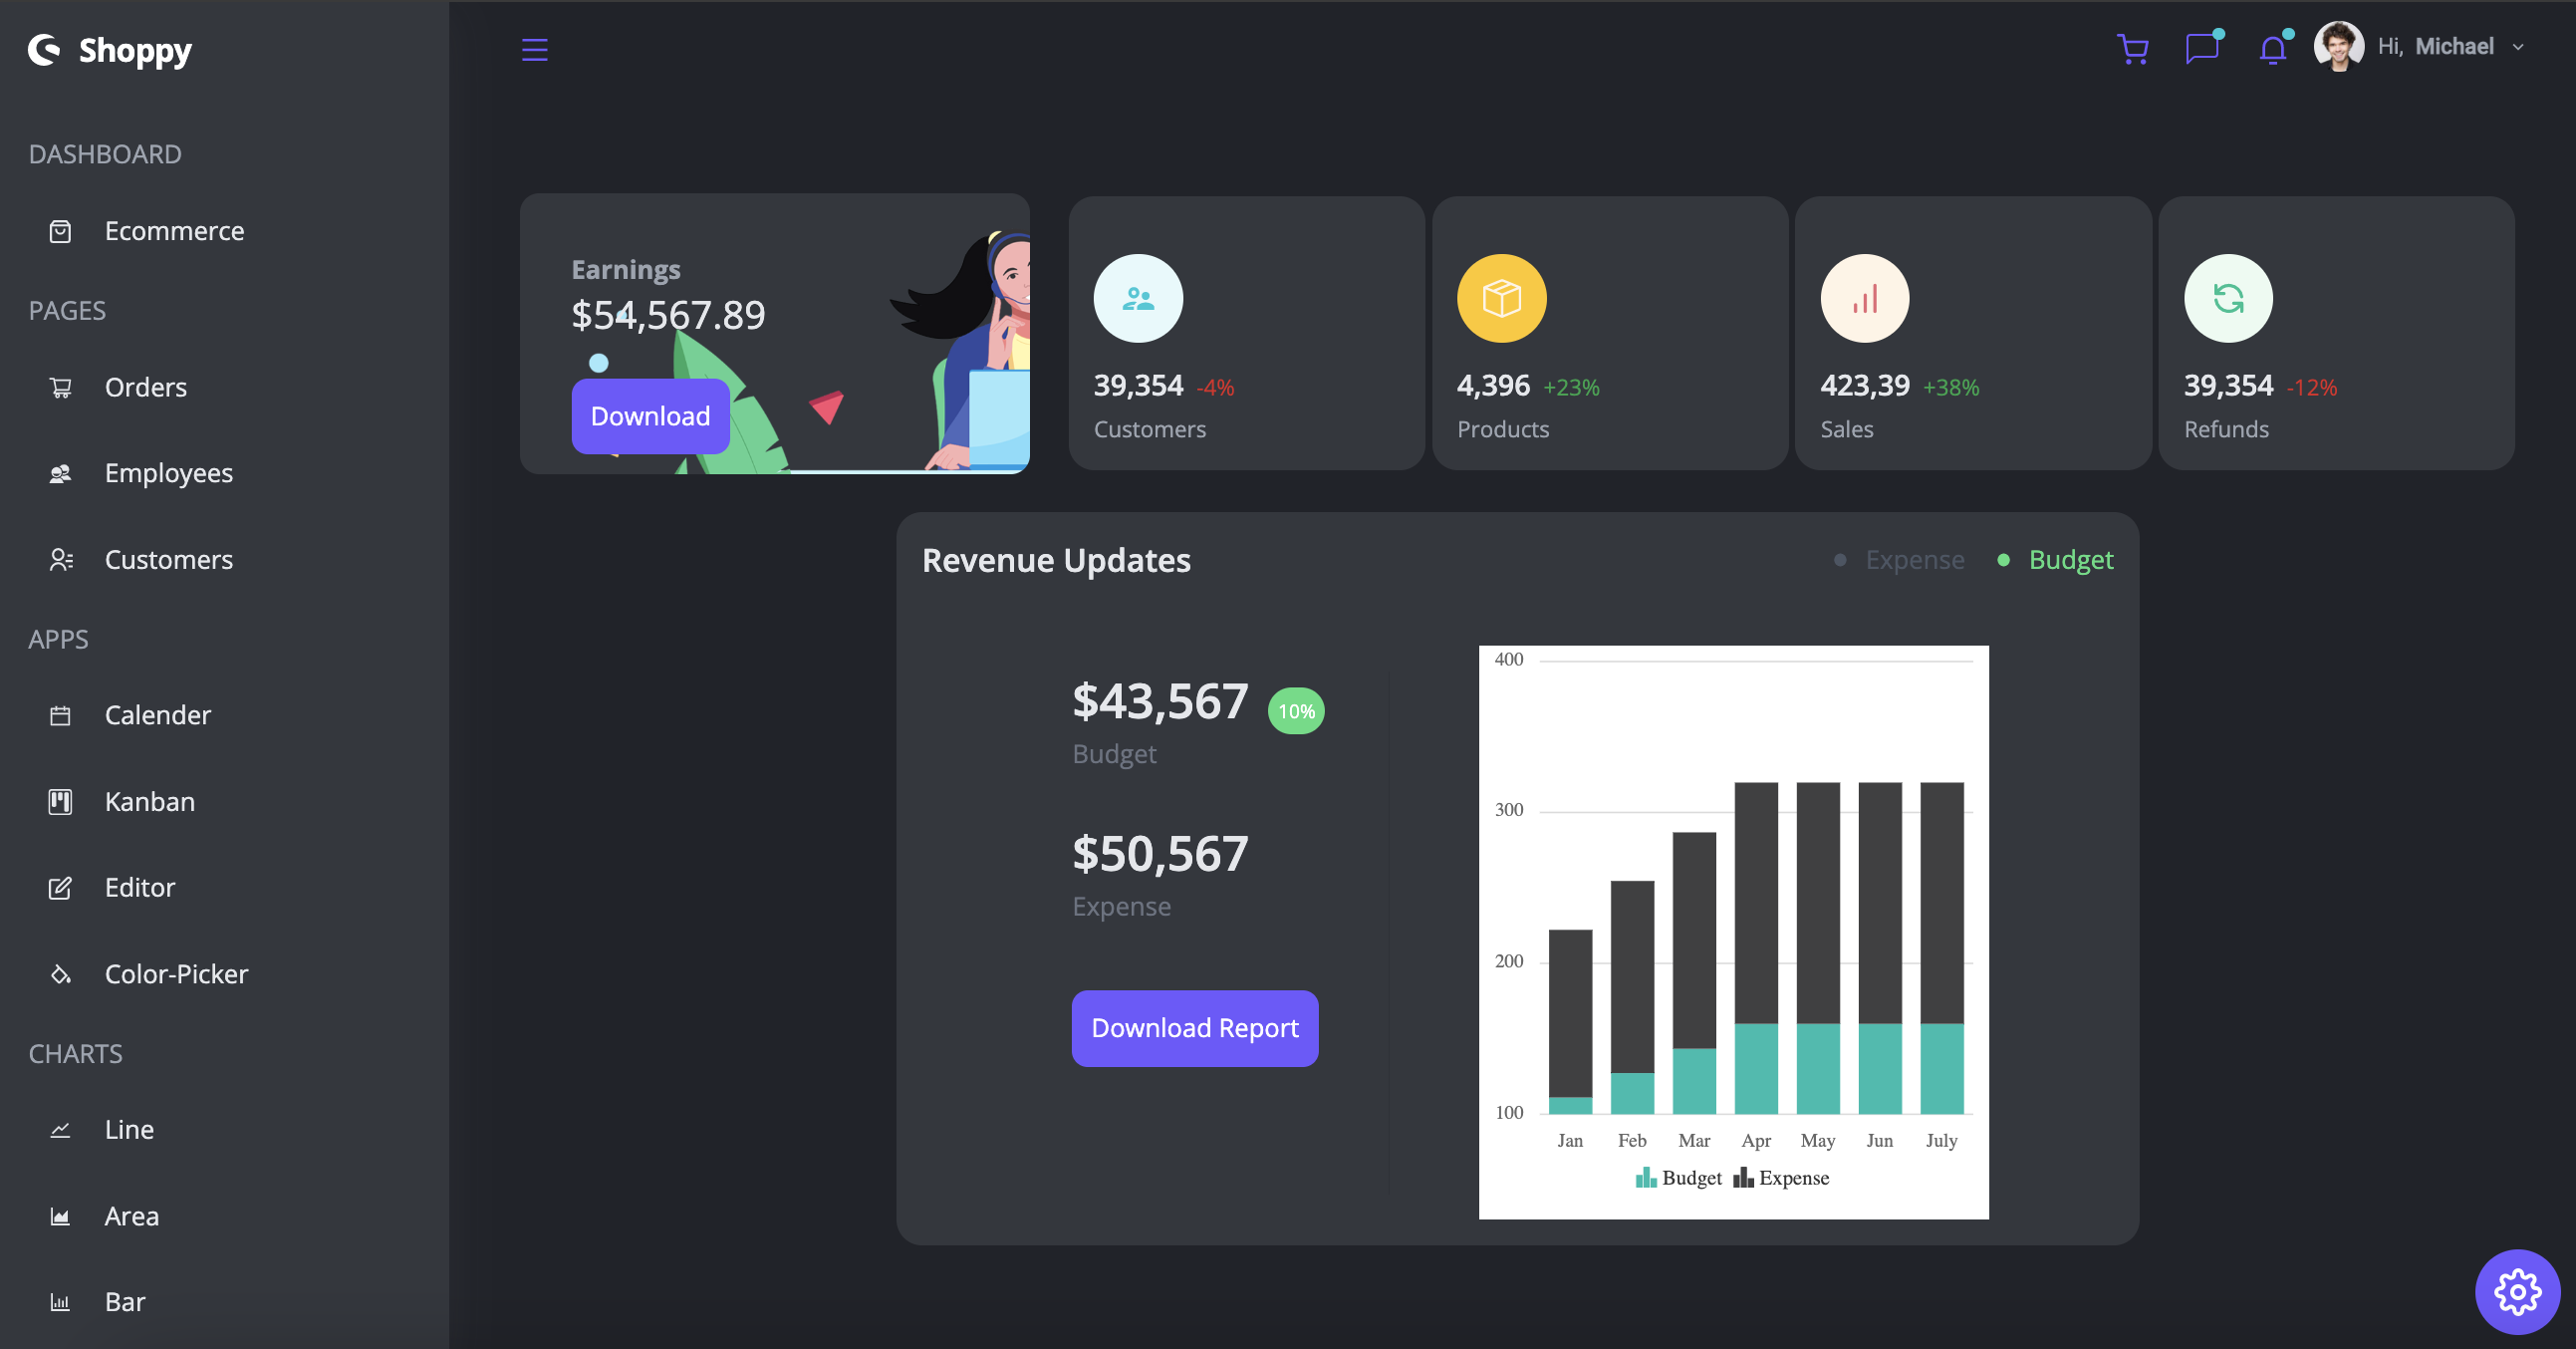 Shoppy
DASHBOARD
Ecommerce
PAGES
Orders
Employees
Customers
APPS
Calender
Kanban
Editor
Color-Picker
CHARTS
Line
Area
Bar
Hi, Michael
Earnings
$54,567.89
Download
39,354 -4%
Customers
4,396 +23%
Products
423,39 +38%
Sales
39,354 -12%
Refunds
Revenue Updates
Expense Budget
$43,567 10%
Budget
$50,567
Expense
Download Report
400
300
200
100
Jan Feb Mar Apr May Jun July
Budget Expense